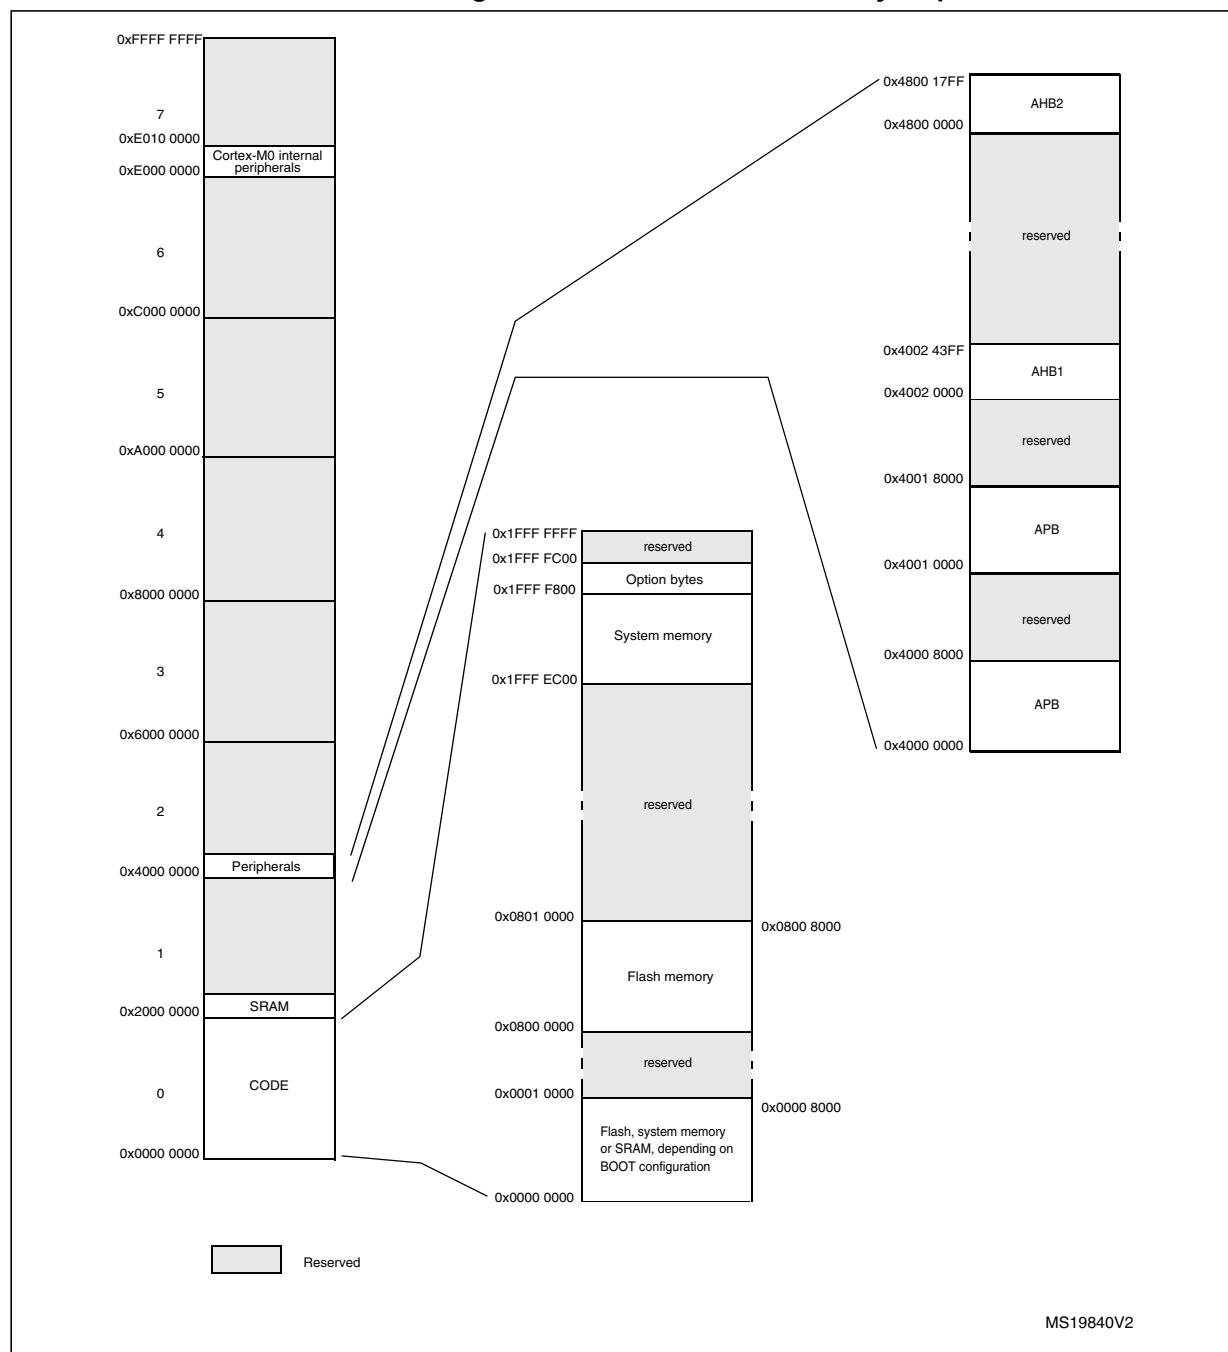 0xFFFF FFFF
7
0xE010 0000
Cortex-M0 internal
peripherals
0xE000 0000
6
0xC000 0000
5
0xA000 0000
4
0x8000 0000
3
0x6000 0000
2
Peripherals
0x4000 0000
1
SRAM
0x2000 0000
CODE
0
0x0000 0000
0x1FFF FFFF
reserved
0x1FFF FC00
Option bytes
0x1FFF F800
System memory
0x1FFF EC00
reserved
0x0801 0000
0x0800 8000
Flash memory
0x0800 0000
reserved
0x0001 0000
0x0000 8000
Flash, system memory
or SRAM, depending on
BOOT configuration
0x0000 0000
0x4800 17FF
AHB2
0x4800 0000
reserved
0x4002 43FF
AHB1
0x4002 0000
reserved
0x4001 8000
APB
0x4001 0000
reserved
0x4000 8000
APB
0x4000 0000
Reserved
MS19840V2